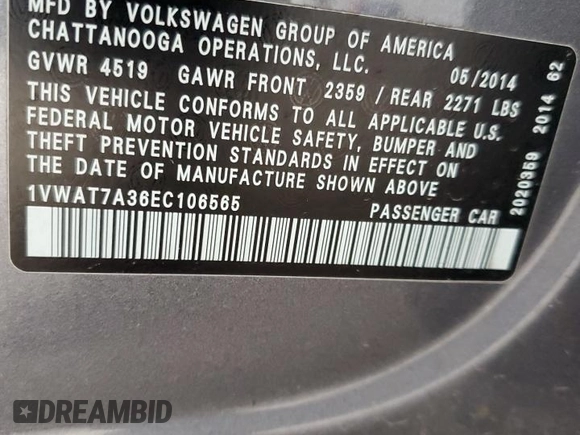 MFD BY VOLKSWAGEN GROUP OF AMERICA
CHATTANOOGA OPERATIONS, LLC.
GVWR 4519 GAWR FRONT 2359 / REAR 2271 LBS
05/2014
THIS VEHICLE CONFORMS TO ALL APPLICABLE U.S.
FEDERAL MOTOR VEHICLE SAFETY, BUMPER AND
THEFT PREVENTION STANDARDS IN EFFECT ON
THE DATE OF MANUFACTURE SHOWN ABOVE.
1VWAT7A36EC106565 PASSENGER CAR
2020359 2014 62
DREAMBID